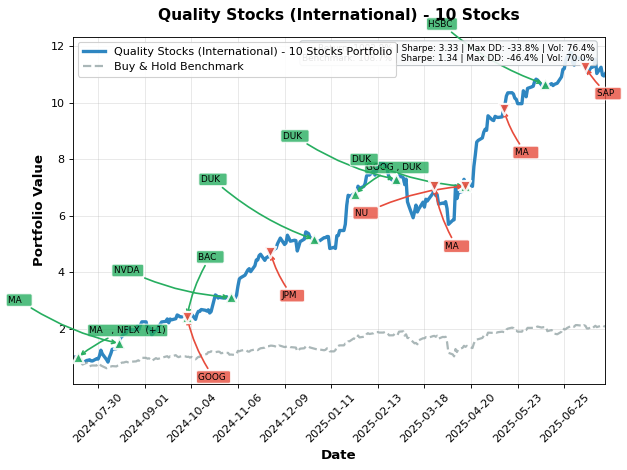 Quality Stocks (International) - 10 Stocks
HSBC
Quality Stocks (International) - 10 Stocks Portfolio
Buy & Hold Benchmark
| Sharpe: 3.33 | Max DD: -33.8% | Vol: 76.4%
| Sharpe: 1.34 | Max DD: -46.4% | Vol: 70.0%
SAP
DUK
MA
DUK
GOOG, DUK
DUK
NU
MA
BAC
NVDA
JPM
MA
MA , NFLX (+1)
GOOG
12
10
8
6
4
2
Portfolio Value
2024-07-30
2024-09-01
2024-10-04
2024-11-06
2024-12-09
2025-01-11
2025-02-13
2025-03-18
2025-04-20
2025-05-23
2025-06-25
Date